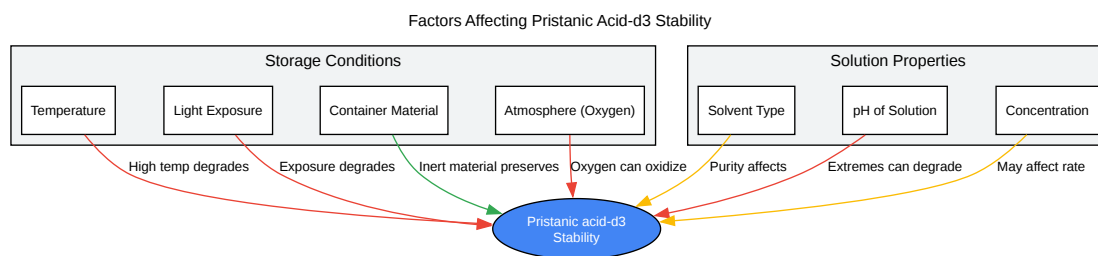 Factors Affecting Pristanic Acid-d3 Stability
Storage Conditions
Solution Properties
Temperature
Light Exposure
Container Material
Atmosphere (Oxygen)
Solvent Type
pH of Solution
Concentration
High temp degrades
Exposure degrades
Inert material preserves
Oxygen can oxidize
Purity affects
Extremes can degrade
May affect rate
Pristanic acid-d3
Stability